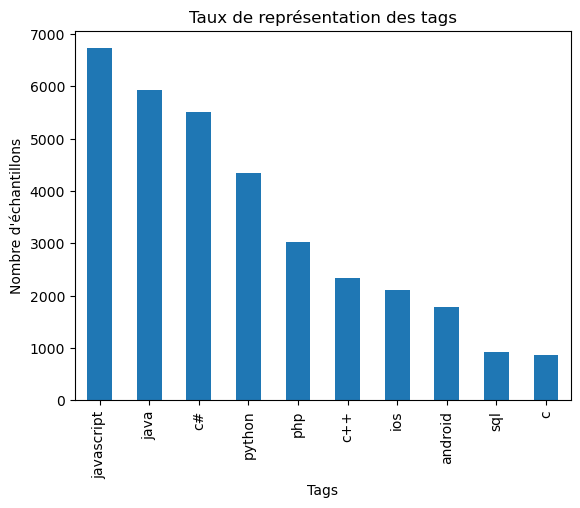 Taux de représentation des tags
Nombre d'échantillons
7000
6000
5000
4000
3000
2000
1000
0
javascript
java
c#
python
php
c++
ios
android
sql
c
Tags